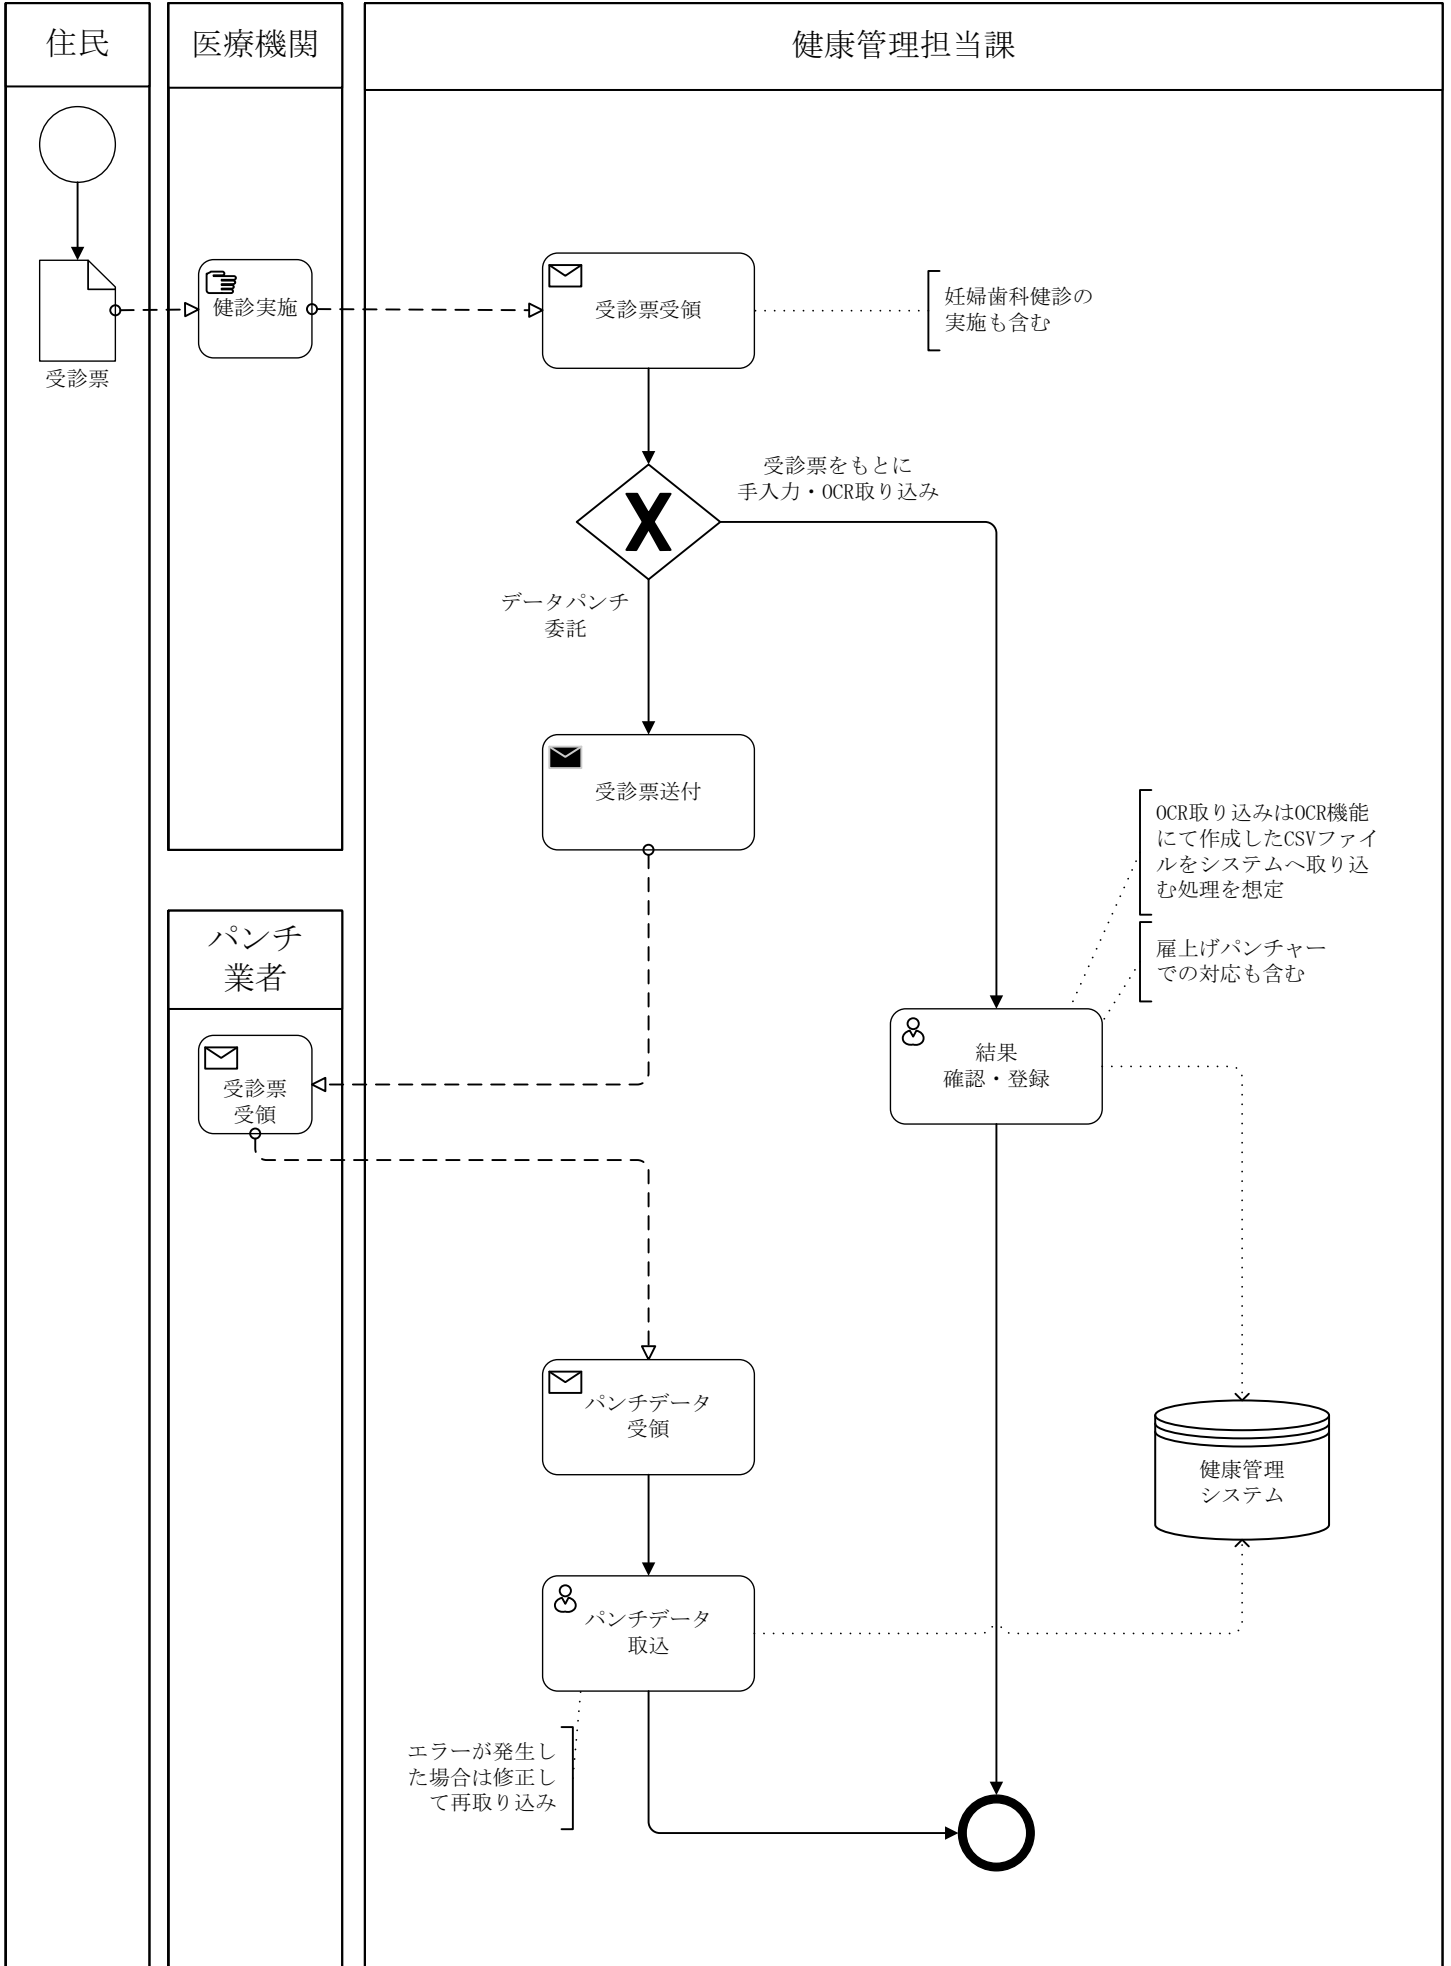 住民
医療機関
健康管理担当課
受診票
健診実施
受診票受領
妊婦歯科健診の
実施も含む
受診票をもとに
手入力・OCR取り込み
データパンチ
委託
受診票送付
OCR取り込みはOCR機能
にて作成したCSVファイ
ルをシステムへ取り込
む処理を想定
雇上げパンチャー
での対応も含む
パンチ
業者
受診票
受領
結果
確認・登録
パンチデータ
受領
健康管理
システム
パンチデータ
取込
エラーが発生し
た場合は修正し
て再取り込み